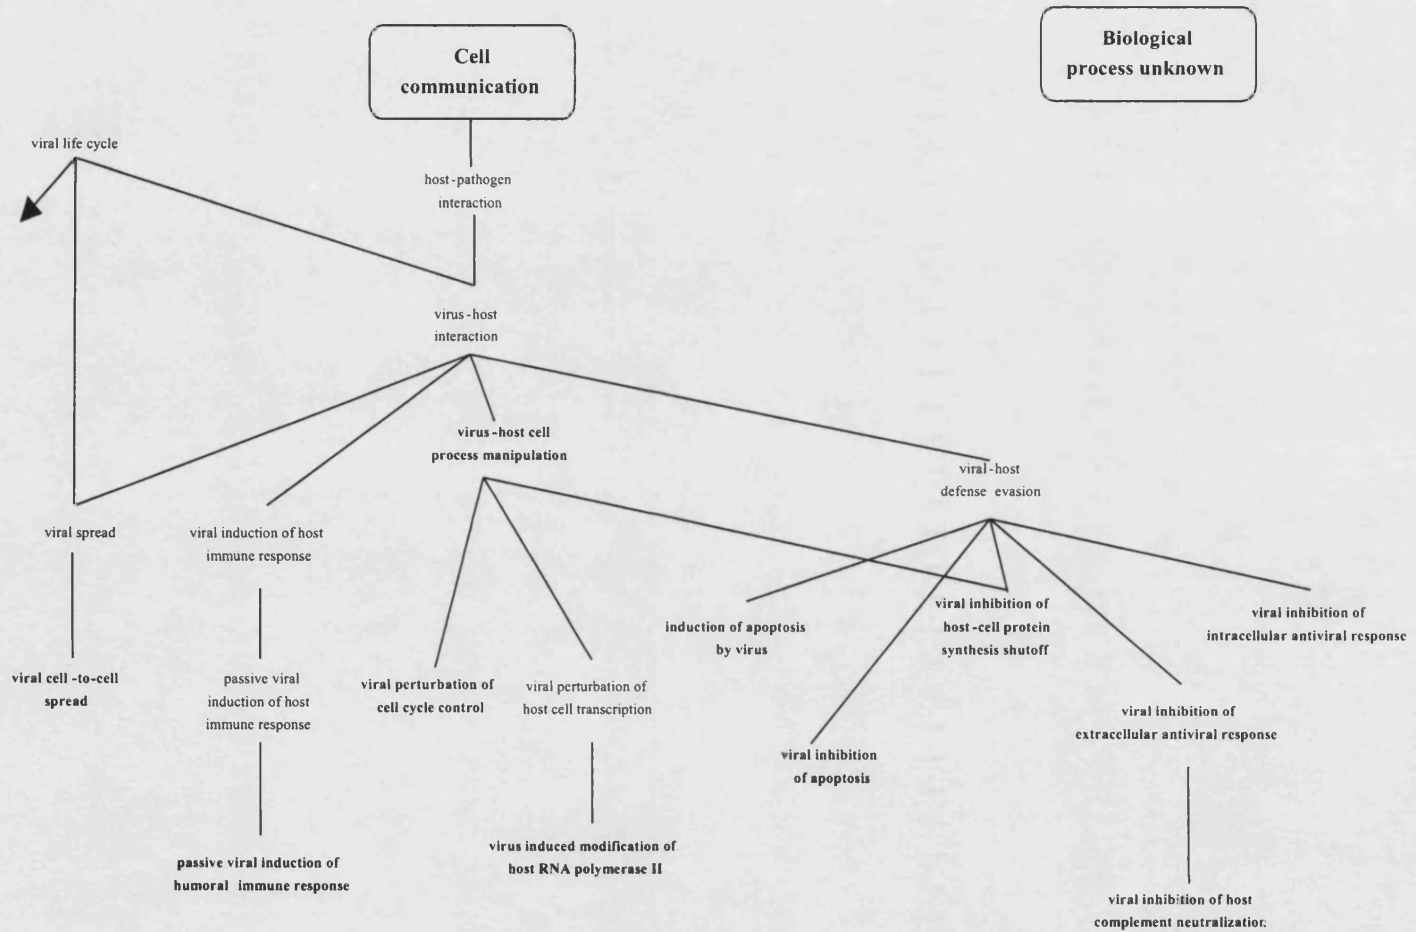 Cell
communication
Biological
process unknown
viral life cycle
host-pathogen
interaction
virus-host
interaction
virus-host cell
process manipulation
viral-host
defense evasion
viral spread
viral induction of host
immune response
induction of apoptosis
by virus
viral inhibition of
host-cell protein
synthesis shutoff
viral inhibition of
intracellular antiviral response
viral cell-to-cell
spread
passive viral
induction of host
immune response
viral perturbation of
cell cycle control
viral perturbation of
host cell transcription
viral inhibition of
extracellular antiviral response
viral inhibition
of apoptosis
virus induced modification of
host RNA polymerase II
passive viral induction of
humoral immune response
viral inhibition of host
complement neutralization